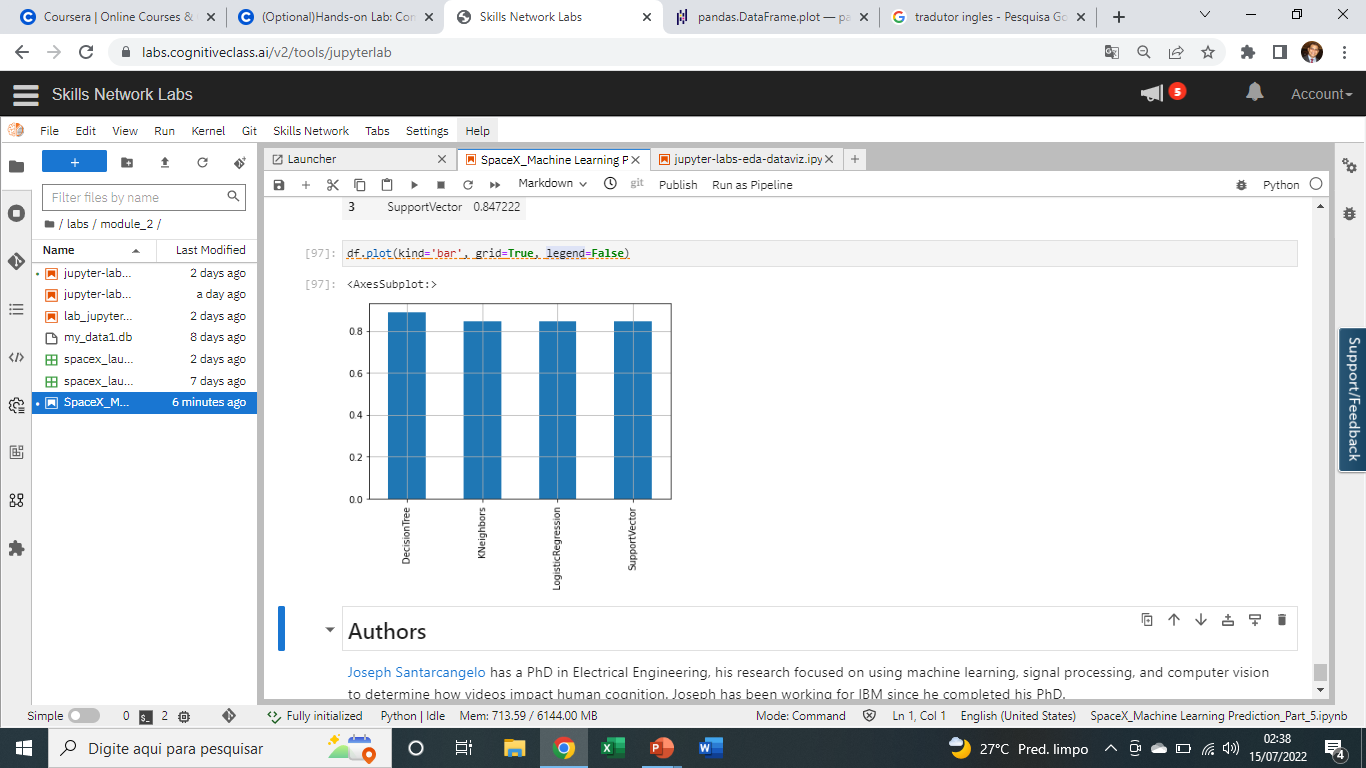 Coursera | Online Courses &
(Optional)Hands-on Lab: Con
Skills Network Labs
pandas.DataFrame.plot — pa
tradutor ingles - Pesquisa Go
labs.cognitiveclass.ai/v2/tools/jupyterlab
Skills Network Labs
5
Account
File Edit View Run Kernel Git Skills Network Tabs Settings Help
Launcher
SpaceX_Machine Learning P
jupyter-labs-eda-dataviz.ipy
Markdown
git
Publish
Run as Pipeline
Python
Filter files by name
/ labs / module_2 /
Name Last Modified
jupyter-lab... 2 days ago
jupyter-lab... a day ago
lab_jupyter... 2 days ago
my_data1.db 8 days ago
spacex_lau... 2 days ago
spacex_lau... 7 days ago
SpaceX_M... 6 minutes ago
3 SupportVector 0.847222
[97]: df.plot(kind='bar', grid=True, legend=False)
[97]: <AxesSubplot:>
0.8
0.6
0.4
0.2
0.0
DecisionTree
KNeighbors
LogisticRegression
SupportVector
Authors
Joseph Santarcangelo has a PhD in Electrical Engineering, his research focused on using machine learning, signal processing, and computer vision
to determine how videos impact human cognition. Joseph has been working for IBM since he completed his PhD.
Support/Feedback
Simple 0 $_ 2 Fully initialized Python | Idle Mem: 713.59 / 6144.00 MB Mode: Command Ln 1, Col 1 English (United States) SpaceX_Machine Learning Prediction_Part_5.ipynb
Digite aqui para pesquisar
27°C Pred. limpo
02:38
15/07/2022
4